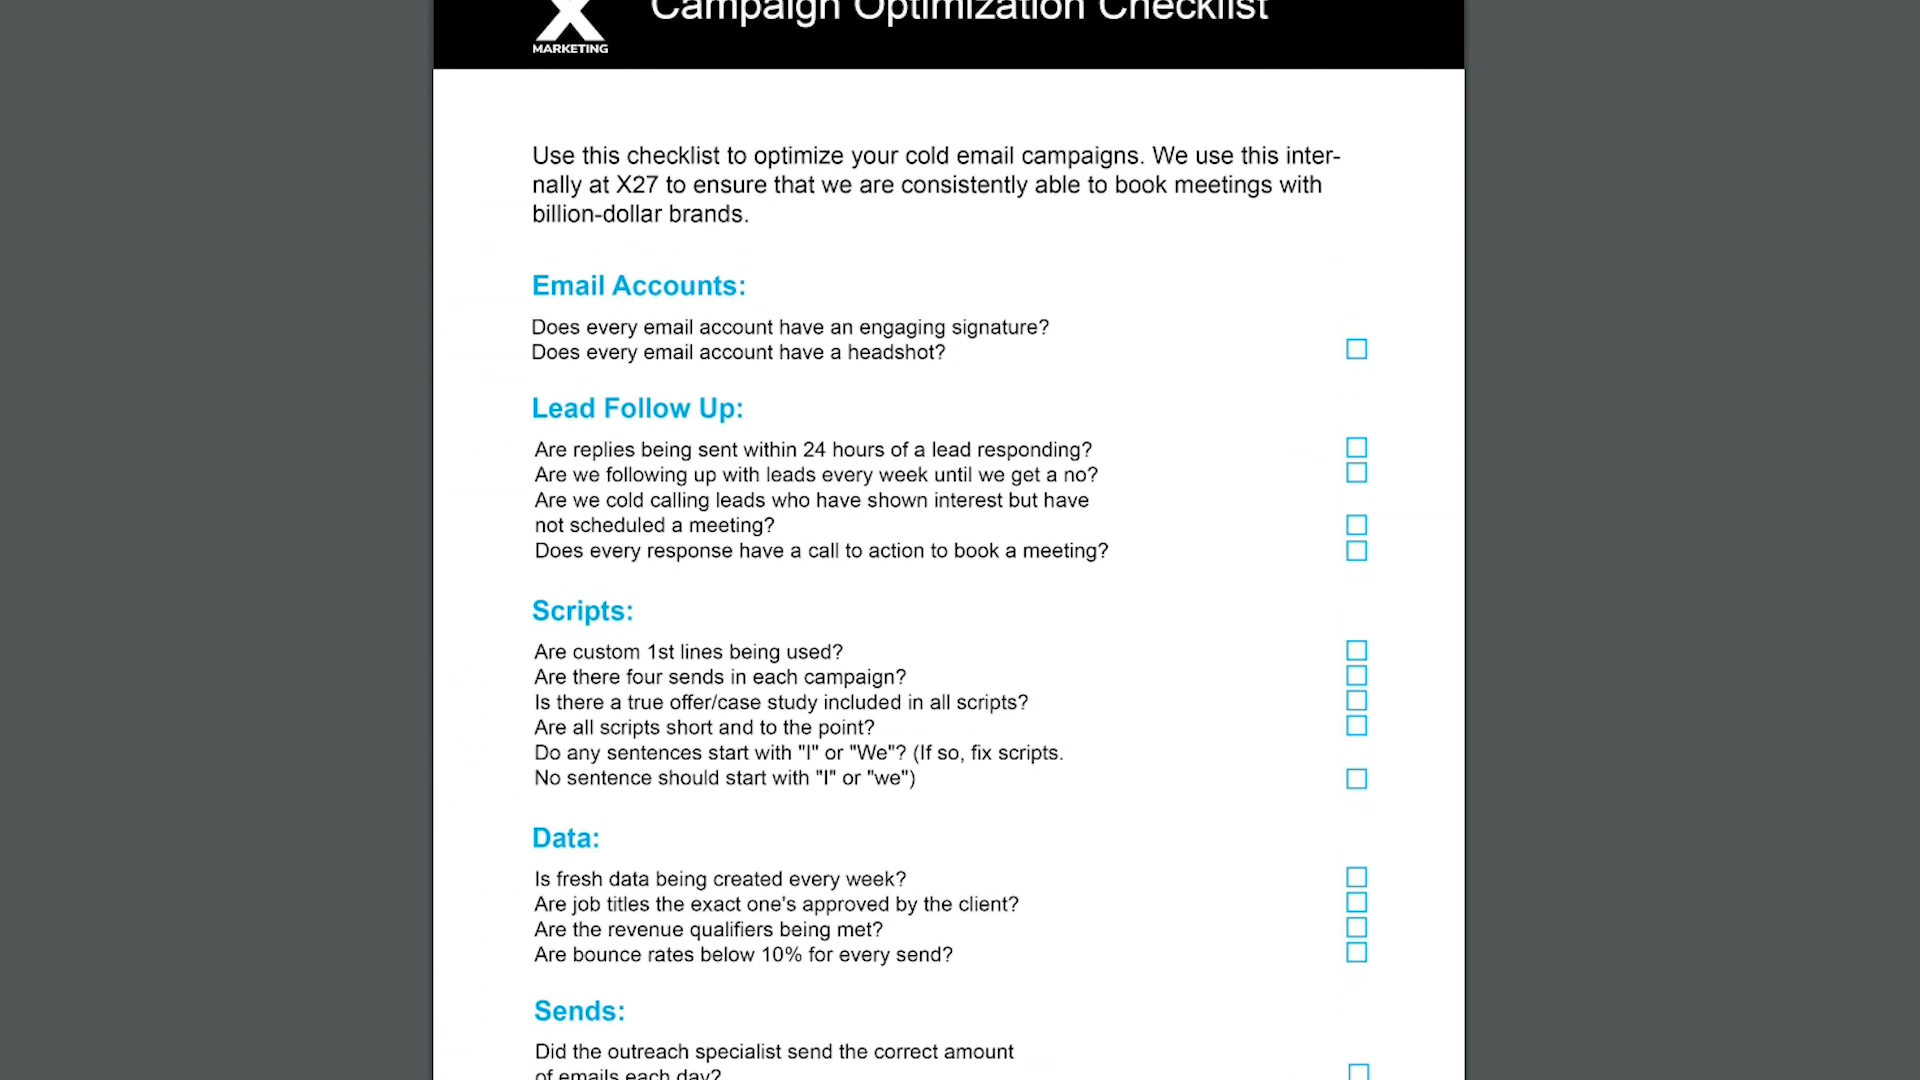 Campaign Optimization Checklist
X
MARKETING
Use this checklist to optimize your cold email campaigns. We use this inter-
nally at X27 to ensure that we are consistently able to book meetings with
billion-dollar brands.
Email Accounts:
Does every email account have an engaging signature?
Does every email account have a headshot?
Lead Follow Up:
Are replies being sent within 24 hours of a lead responding?
Are we following up with leads every week until we get a no?
Are we cold calling leads who have shown interest but have
not scheduled a meeting?
Does every response have a call to action to book a meeting?
Scripts:
Are custom 1st lines being used?
Are there four sends in each campaign?
Is there a true offer/case study included in all scripts?
Are all scripts short and to the point?
Do any sentences start with "I" or "We"? (If so, fix scripts.
No sentence should start with "I" or "we")
Data:
Is fresh data being created every week?
Are job titles the exact one's approved by the client?
Are the revenue qualifiers being met?
Are bounce rates below 10% for every send?
Sends:
Did the outreach specialist send the correct amount
of emails each day?